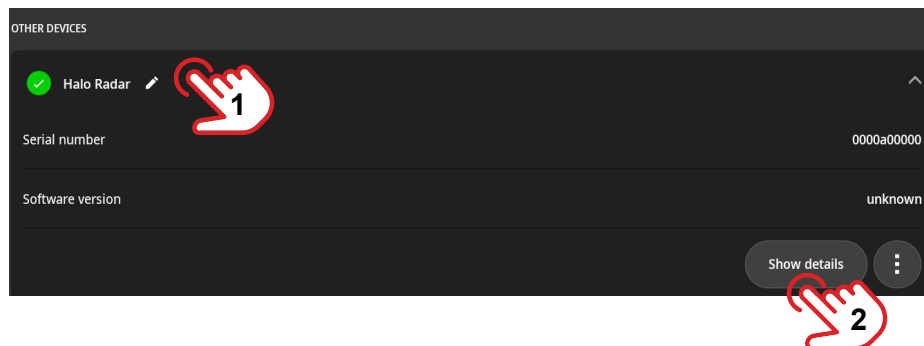 OTHER DEVICES
Halo Radar
1
Serial number 0000a00000
Software version unknown
Show details
2